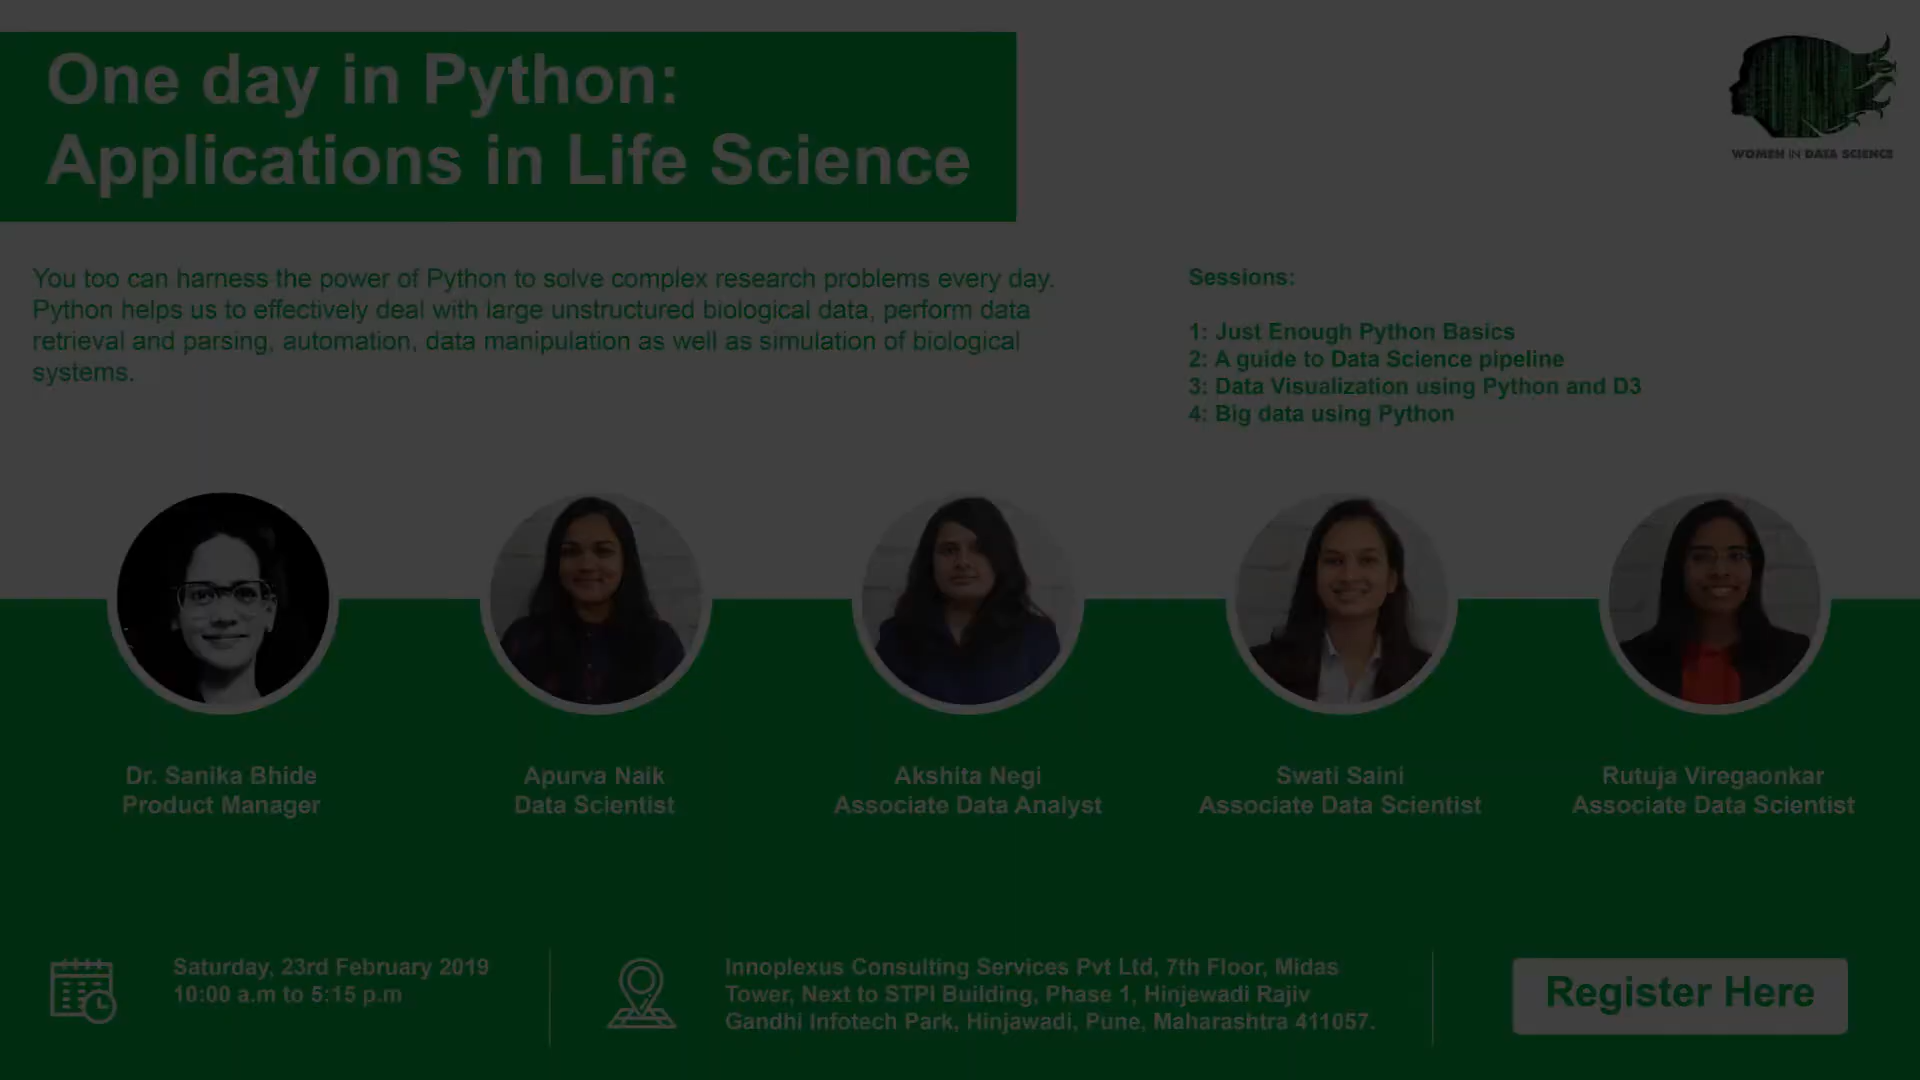 One day in Python:
Applications in Life Science
WOMEN IN DATA SCIENCE
You too can harness the power of Python to solve complex research problems every day.
Python helps us to effectively deal with large unstructured biological data, perform data
retrieval and parsing, automation, data manipulation as well as simulation of biological
systems.
Sessions:
1: Just Enough Python Basics
2: A guide to Data Science pipeline
3: Data Visualization using Python and D3
4: Big data using Python
Dr. Sanika Bhide
Product Manager
Apurva Naik
Data Scientist
Akshita Negi
Associate Data Analyst
Swati Saini
Associate Data Scientist
Rutuja Viregaonkar
Associate Data Scientist
Saturday, 23rd February 2019
10:00 a.m to 5:15 p.m
Innoplexus Consulting Services Pvt Ltd, 7th Floor, Midas
Tower, Next to STPI Building, Phase 1, Hinjewadi Rajiv
Gandhi Infotech Park, Hinjawadi, Pune, Maharashtra 411057.
Register Here